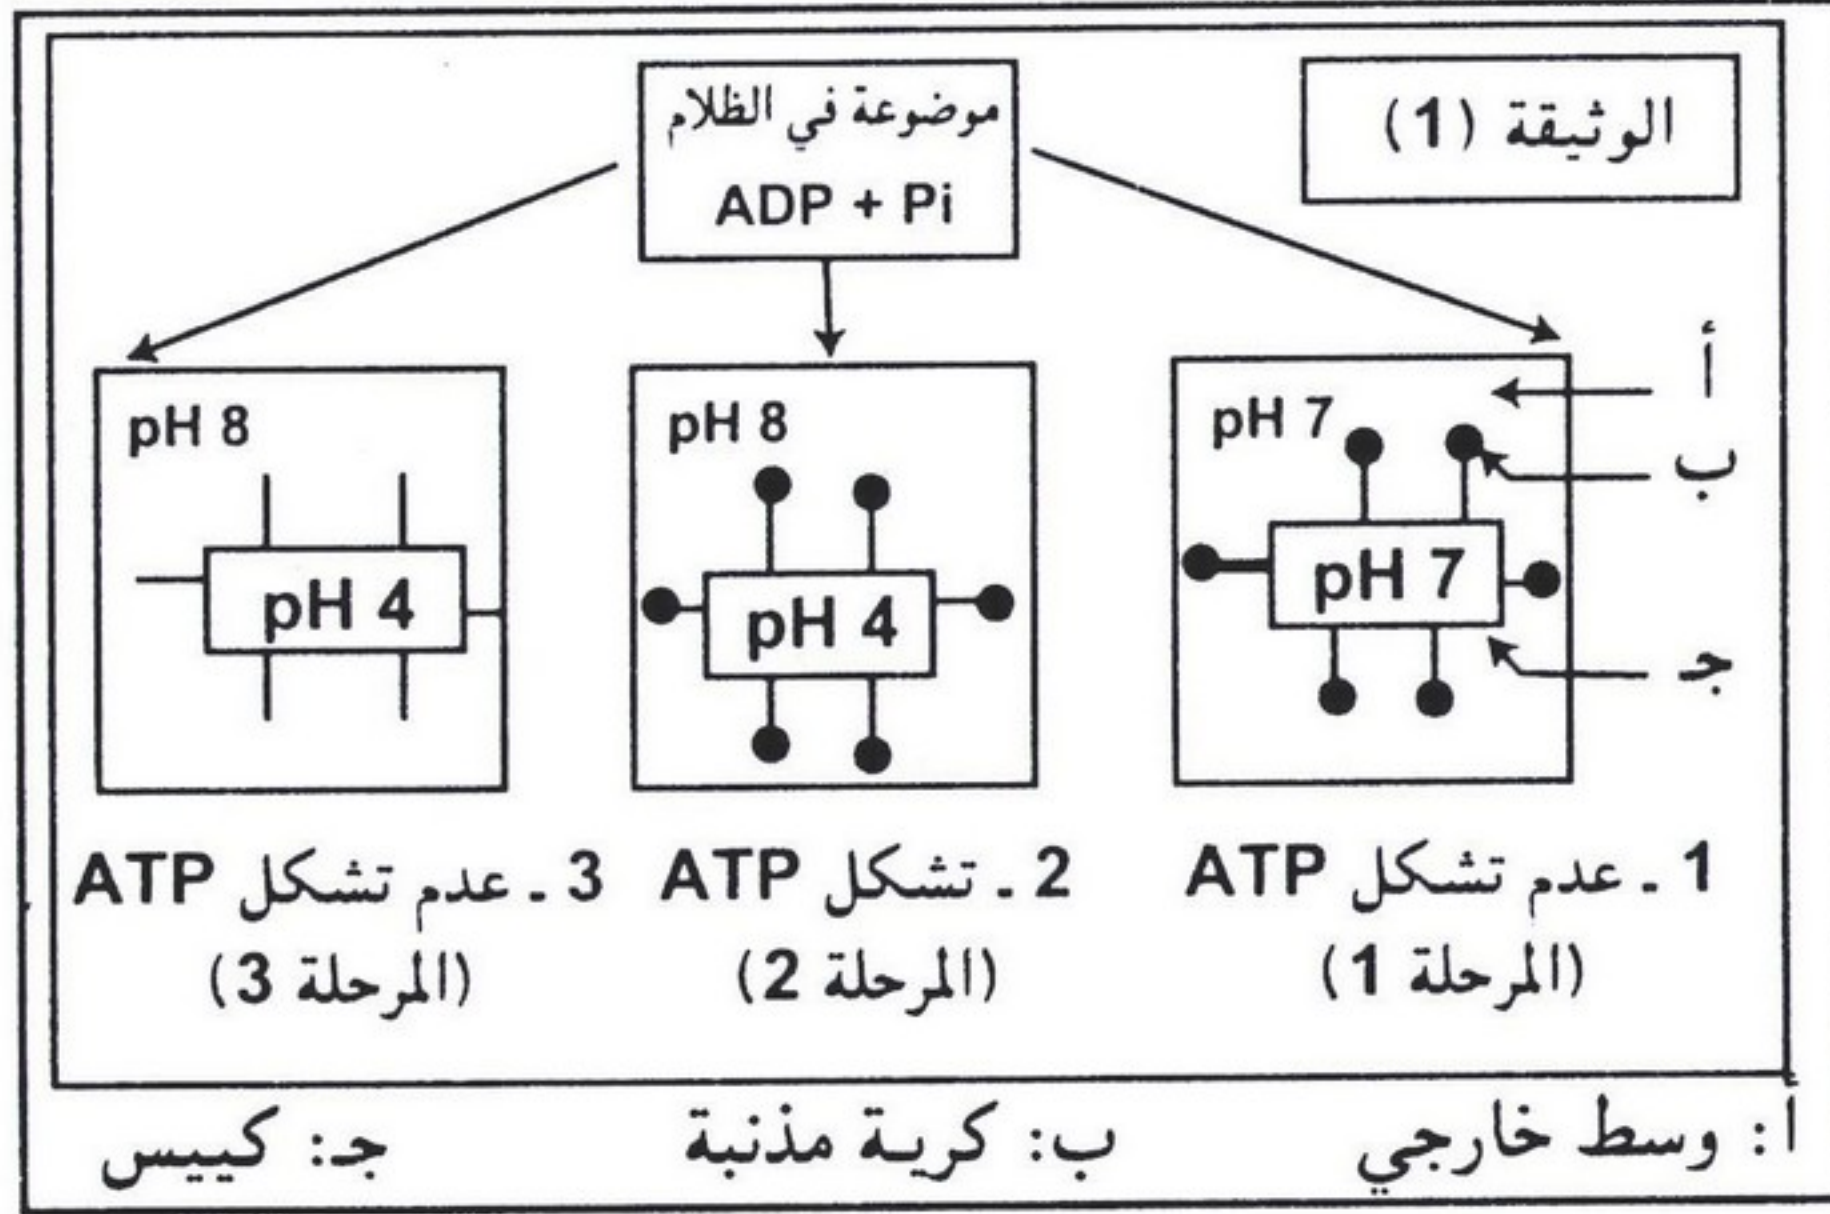 الوثيقة (1)
موضوعة في الظلام
ADP + Pi
أ
ب
جـ
pH 7
pH 7
pH 8
pH 4
pH 8
pH 4
1 ـ عدم تشكل ATP
(المرحلة 1)
2 ـ تشكل ATP
(المرحلة 2)
3 ـ عدم تشكل ATP
(المرحلة 3)
أ: وسط خارجي
ب: كرية مذنبة
جـ: كييس